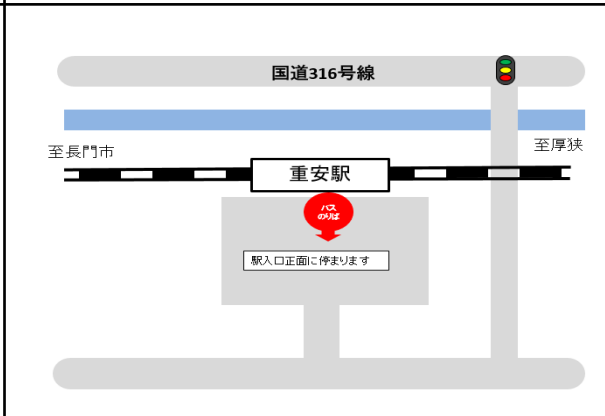 国道316号線
至長門市
至厚狭
重安駅
バス
のりば
駅入口正面に停まります